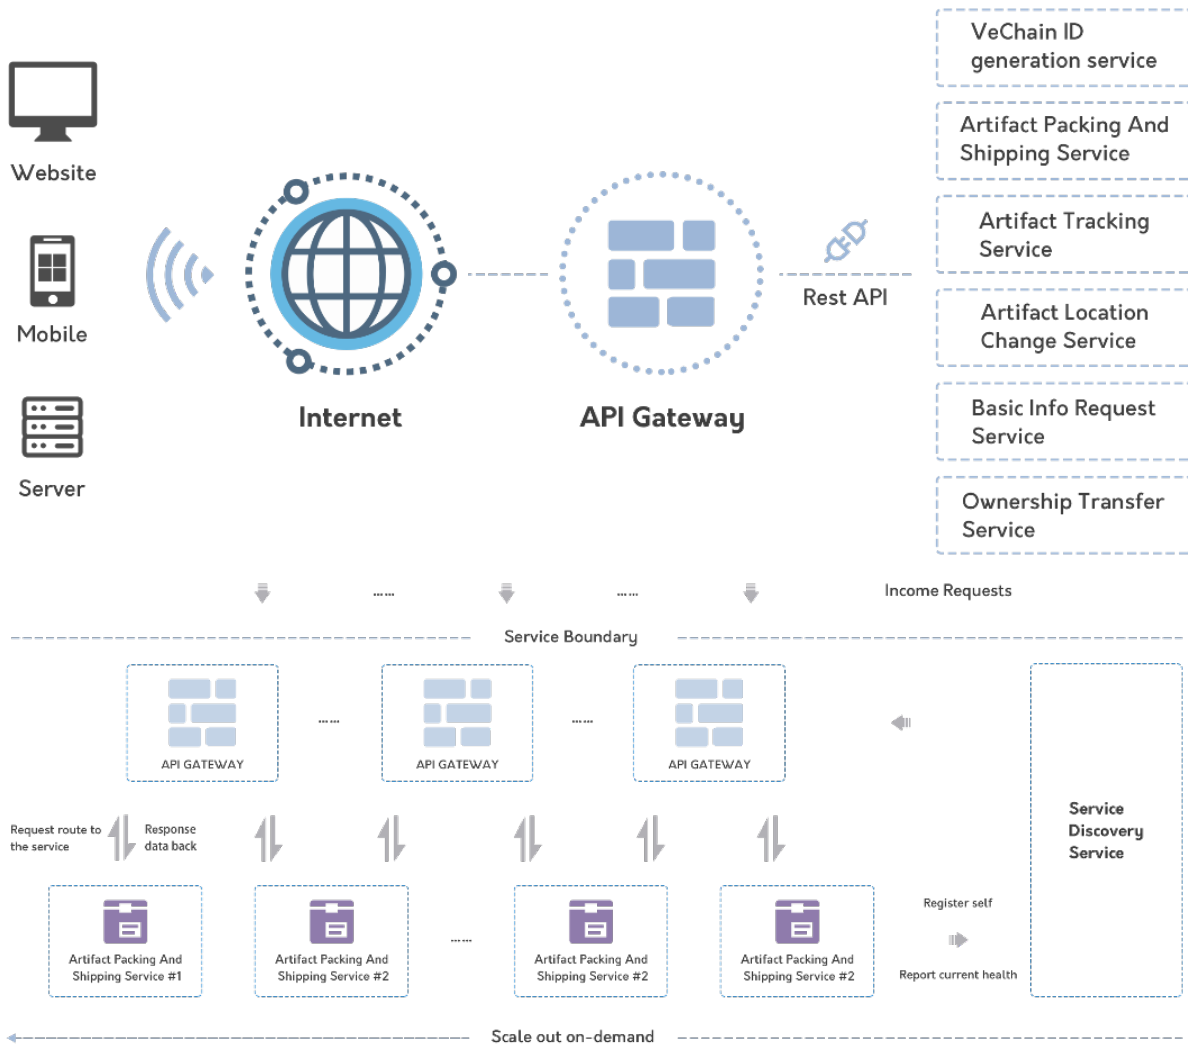 VeChain ID
generation service
Artifact Packing And
Shipping Service
Website
Artifact Tracking
Service
Rest API
Mobile
Artifact Location
Change Service
Internet
API Gateway
Basic Info Request
Service
Server
Ownership Transfer
Service
......
......
Income Requests
Service Boundary
......
......
API GATEWAY
API GATEWAY
API GATEWAY
Request route to
the service
Response
data back
Service
Discovery
Service
Register self
......
Artifact Packing And
Shipping Service #1
Artifact Packing And
Shipping Service #2
Artifact Packing And
Shipping Service #2
Artifact Packing And
Shipping Service #2
Report current health
Scale out on-demand